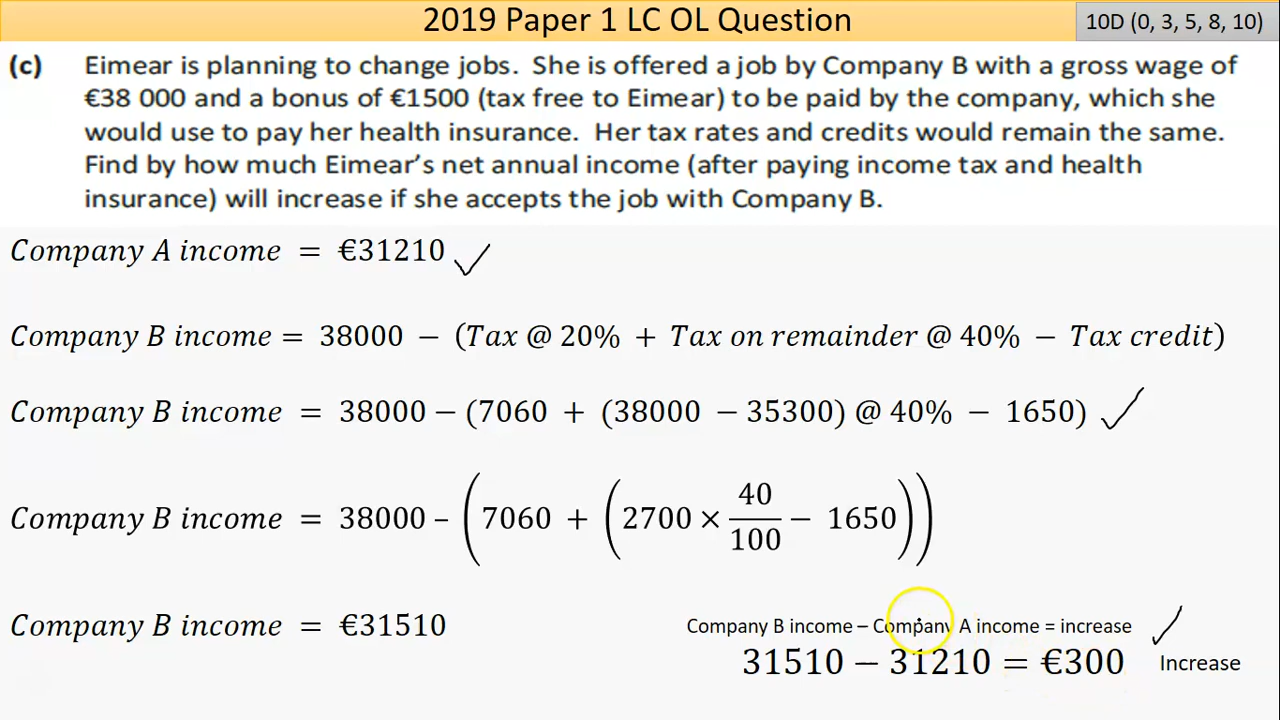 2019 Paper 1 LC OL Question
10D (0, 3, 5, 8, 10)
(c) Eimear is planning to change jobs. She is offered a job by Company B with a gross wage of
€38 000 and a bonus of €1500 (tax free to Eimear) to be paid by the company, which she
would use to pay her health insurance. Her tax rates and credits would remain the same.
Find by how much Eimear’s net annual income (after paying income tax and health
insurance) will increase if she accepts the job with Company B.
Company A income = €31210 ✓
Company B income = 38000 − (Tax @ 20% + Tax on remainder @ 40% − Tax credit)
Company B income = 38000 − (7060 + (38000 − 35300) @ 40% − 1650) ✓
Company B income = 38000 – (7060 + (2700 × 40/100 − 1650))
Company B income = €31510
Company B income – Company A income = increase ✓
31510 − 31210 = €300 Increase